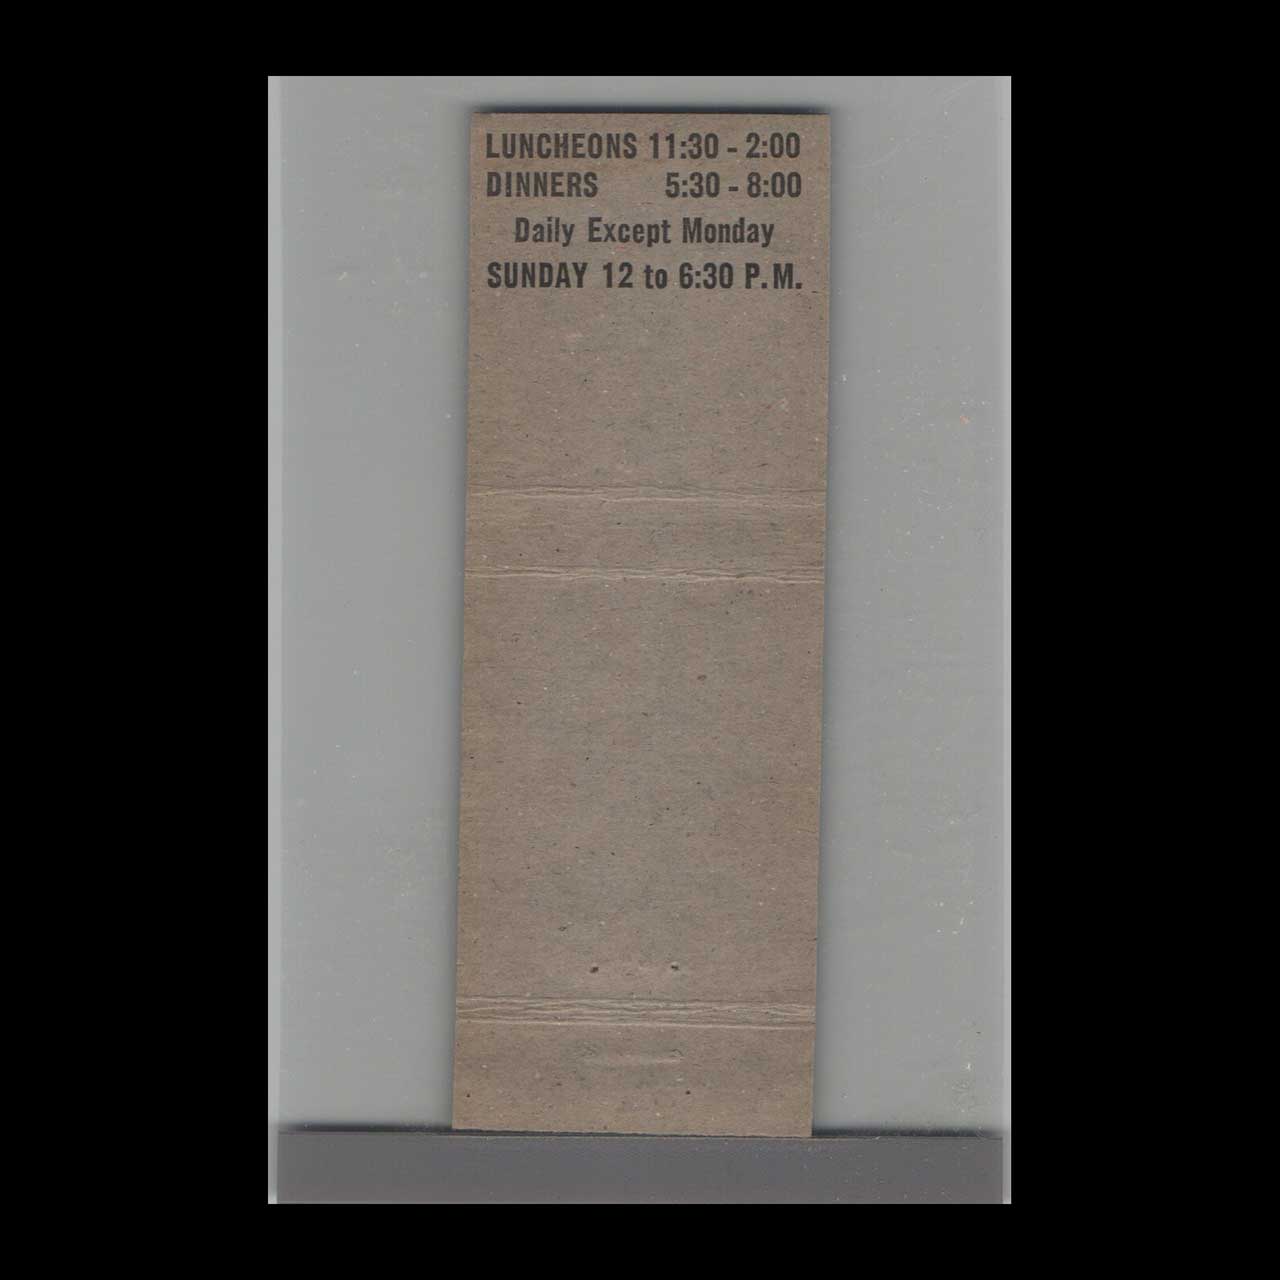 LUNCHEONS 11:30 - 2:00
DINNERS 5:30 - 8:00
Daily Except Monday
SUNDAY 12 to 6:30 P.M.